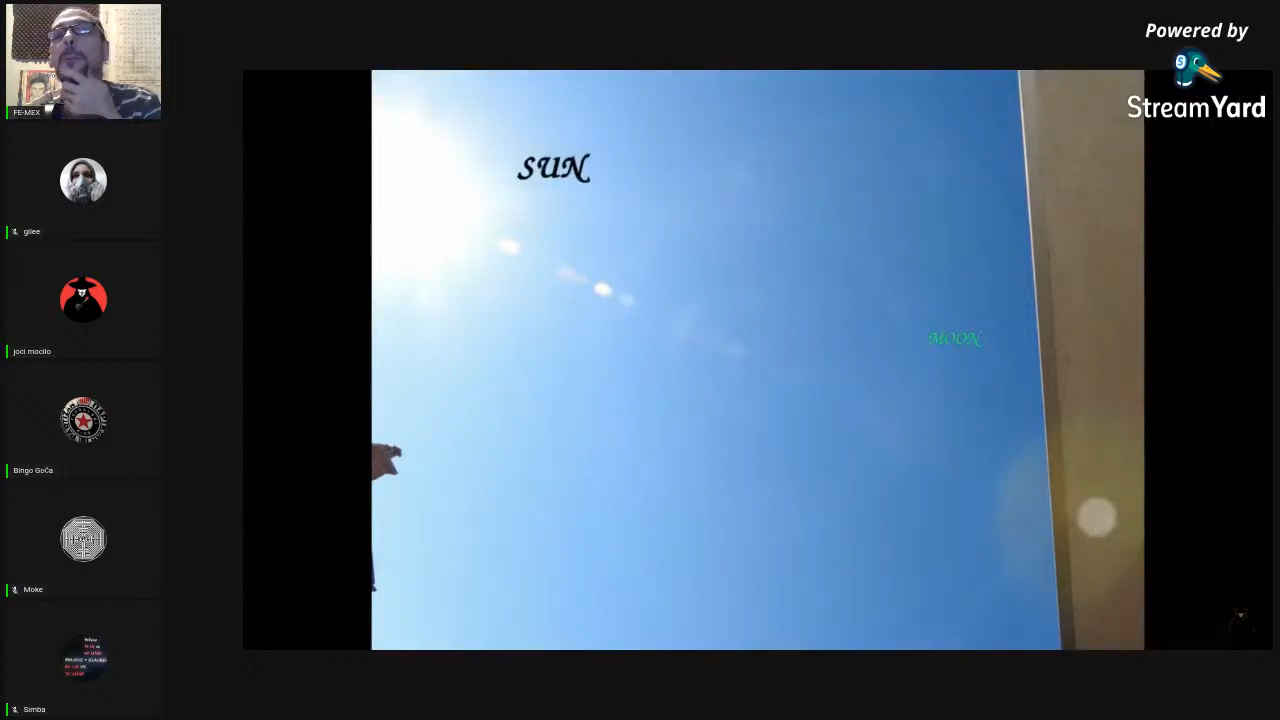 Powered by
StreamYard
FE-MEX
SUN
gilee
MOON
joci mocilo
Bingo Goča
Moke
Simba